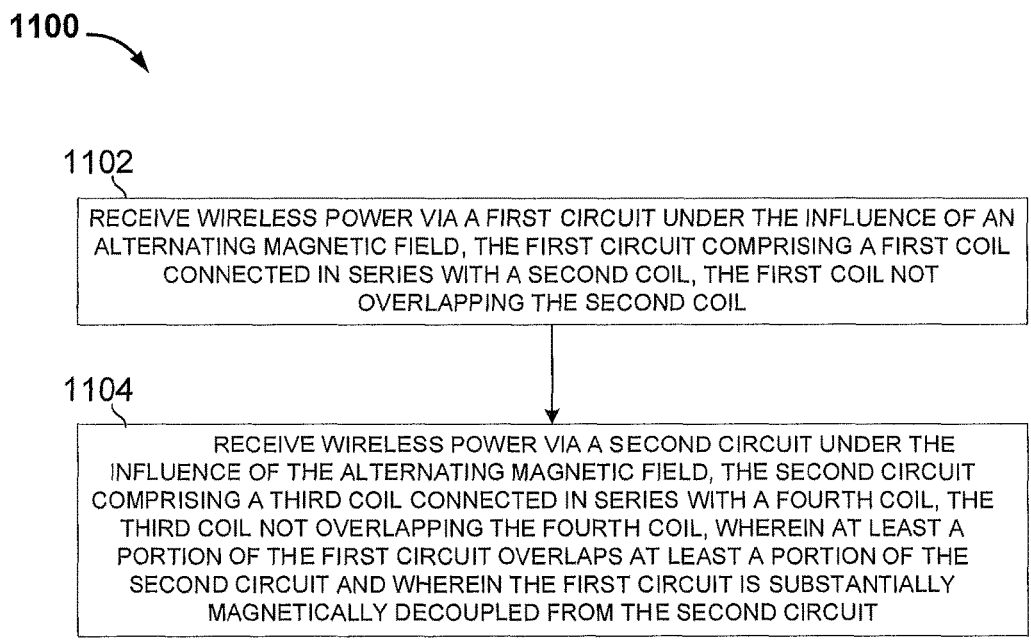 1100
1102
RECEIVE WIRELESS POWER VIA A FIRST CIRCUIT UNDER THE INFLUENCE OF AN
ALTERNATING MAGNETIC FIELD, THE FIRST CIRCUIT COMPRISING A FIRST COIL
CONNECTED IN SERIES WITH A SECOND COIL, THE FIRST COIL NOT
OVERLAPPING THE SECOND COIL
1104
RECEIVE WIRELESS POWER VIA A SECOND CIRCUIT UNDER THE
INFLUENCE OF THE ALTERNATING MAGNETIC FIELD, THE SECOND CIRCUIT
COMPRISING A THIRD COIL CONNECTED IN SERIES WITH A FOURTH COIL, THE
THIRD COIL NOT OVERLAPPING THE FOURTH COIL, WHEREIN AT LEAST A
PORTION OF THE FIRST CIRCUIT OVERLAPS AT LEAST A PORTION OF THE
SECOND CIRCUIT AND WHEREIN THE FIRST CIRCUIT IS SUBSTANTIALLY
MAGNETICALLY DECOUPLED FROM THE SECOND CIRCUIT